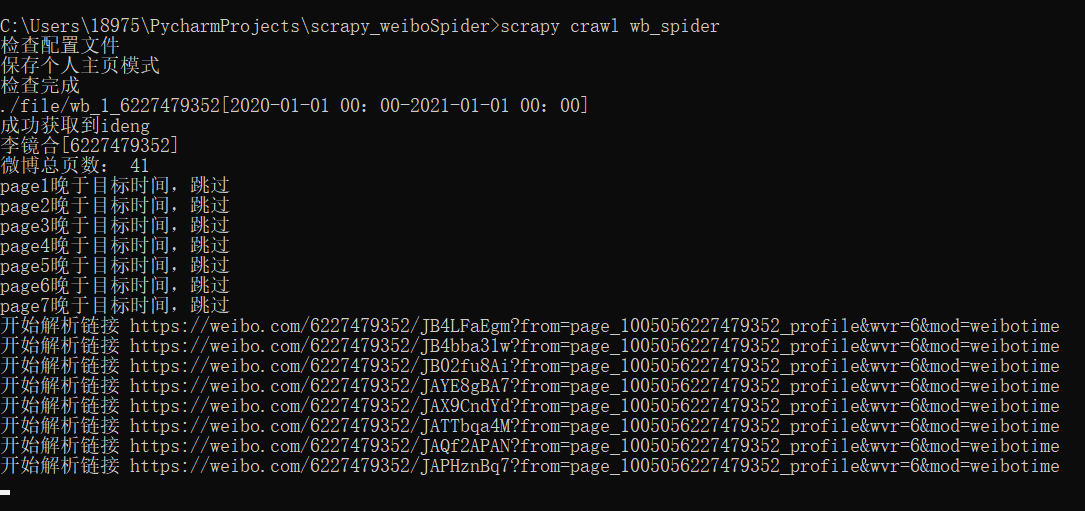 C:\Users\18975\PycharmProjects\scrapy_weiboSpider>scrapy crawl wb_spider
检查配置文件
保存个人主页模式
检查完成
./file/wb_1_6227479352[2020-01-01 00：00-2021-01-01 00：00]
成功获取到ideng
李镜合[6227479352]
微博总页数： 41
page1晚于目标时间，跳过
page2晚于目标时间，跳过
page3晚于目标时间，跳过
page4晚于目标时间，跳过
page5晚于目标时间，跳过
page6晚于目标时间，跳过
page7晚于目标时间，跳过
开始解析链接 https://weibo.com/6227479352/JB4LFaEgm?from=page_1005056227479352_profile&wvr=6&mod=weibotime
开始解析链接 https://weibo.com/6227479352/JB4bba31w?from=page_1005056227479352_profile&wvr=6&mod=weibotime
开始解析链接 https://weibo.com/6227479352/JB02fu8Ai?from=page_1005056227479352_profile&wvr=6&mod=weibotime
开始解析链接 https://weibo.com/6227479352/JAYE8gBA7?from=page_1005056227479352_profile&wvr=6&mod=weibotime
开始解析链接 https://weibo.com/6227479352/JAX9CndYd?from=page_1005056227479352_profile&wvr=6&mod=weibotime
开始解析链接 https://weibo.com/6227479352/JATTbqa4M?from=page_1005056227479352_profile&wvr=6&mod=weibotime
开始解析链接 https://weibo.com/6227479352/JAQf2APAN?from=page_1005056227479352_profile&wvr=6&mod=weibotime
开始解析链接 https://weibo.com/6227479352/JAPHznBq7?from=page_1005056227479352_profile&wvr=6&mod=weibotime